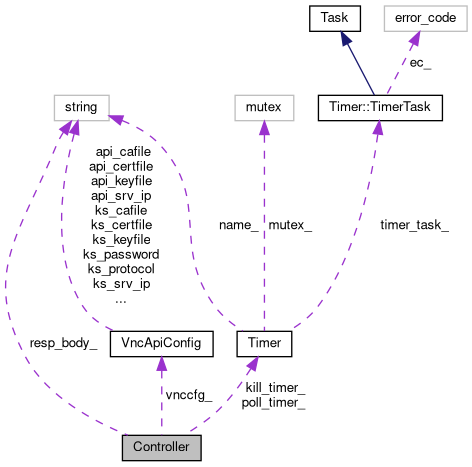 Task
error_code
ec_
string
mutex
Timer::TimerTask
api_cafile
api_certfile
api_keyfile
api_srv_ip
ks_cafile
ks_certfile
ks_keyfile
ks_password
ks_protocol
ks_srv_ip
...
name_
mutex_
timer_task_
resp_body_
VncApiConfig
Timer
vnccfg_
kill_timer_
poll_timer_
Controller